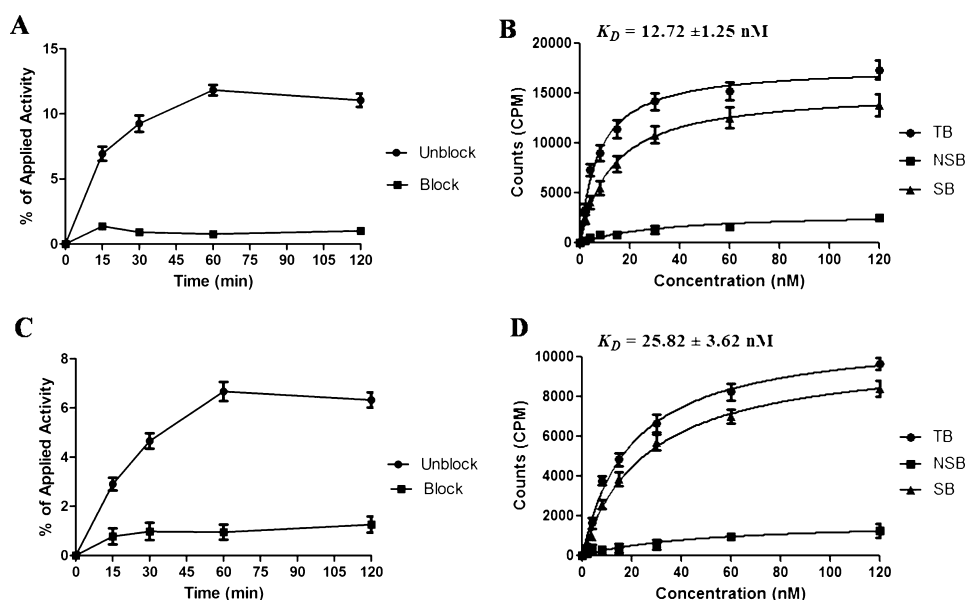 A
15
10
5
0
% of Applied Activity
0 15 30 45 60 75 90 105 120
Time (min)
Unblock
Block
B
K_D = 12.72 ±1.25 nM
20000
15000
10000
5000
0
Counts (CPM)
0 20 40 60 80 100 120
Concentration (nM)
TB
NSB
SB
C
8
6
4
2
0
% of Applied Activity
0 15 30 45 60 75 90 105 120
Time (min)
Unblock
Block
D
K_D = 25.82 ± 3.62 nM
10000
8000
6000
4000
2000
0
Counts (CPM)
0 20 40 60 80 100 120
Concentration (nM)
TB
NSB
SB